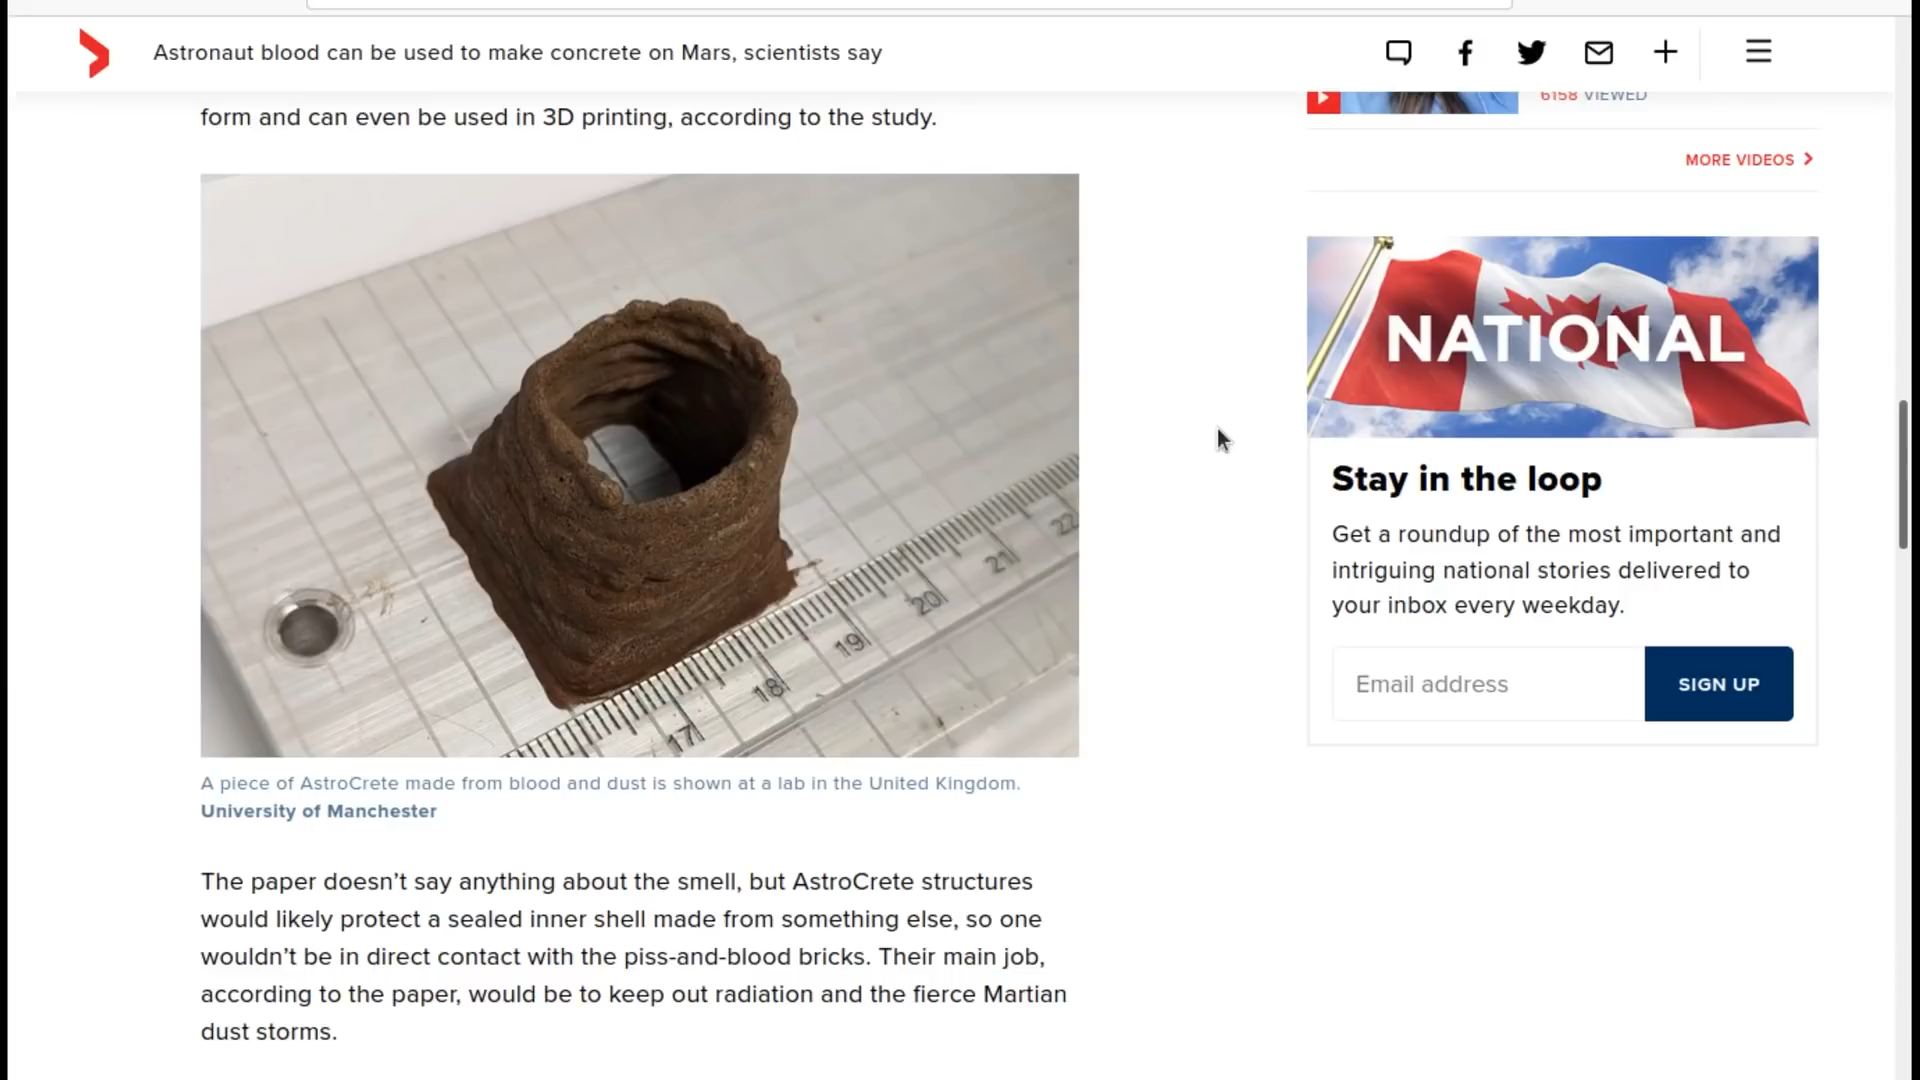 Astronaut blood can be used to make concrete on Mars, scientists say
form and can even be used in 3D printing, according to the study.
6158 VIEWED
MORE VIDEOS
NATIONAL
17
18
19
20
21
22
A piece of AstroCrete made from blood and dust is shown at a lab in the United Kingdom.
University of Manchester
Stay in the loop
Get a roundup of the most important and
intriguing national stories delivered to
your inbox every weekday.
Email address
SIGN UP
The paper doesn’t say anything about the smell, but AstroCrete structures
would likely protect a sealed inner shell made from something else, so one
wouldn’t be in direct contact with the piss-and-blood bricks. Their main job,
according to the paper, would be to keep out radiation and the fierce Martian
dust storms.